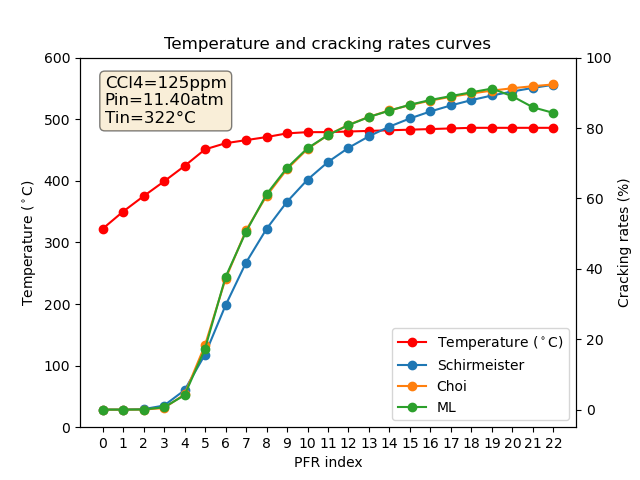 Temperature and cracking rates curves
CCl4=125ppm
Pin=11.40atm
Tin=322°C
Temperature (°C)
600
500
400
300
200
100
0
Cracking rates (%)
100
80
60
40
20
0
Temperature (°C)
Schirmeister
Choi
ML
0 1 2 3 4 5 6 7 8 9 10 11 12 13 14 15 16 17 18 19 20 21 22
PFR index